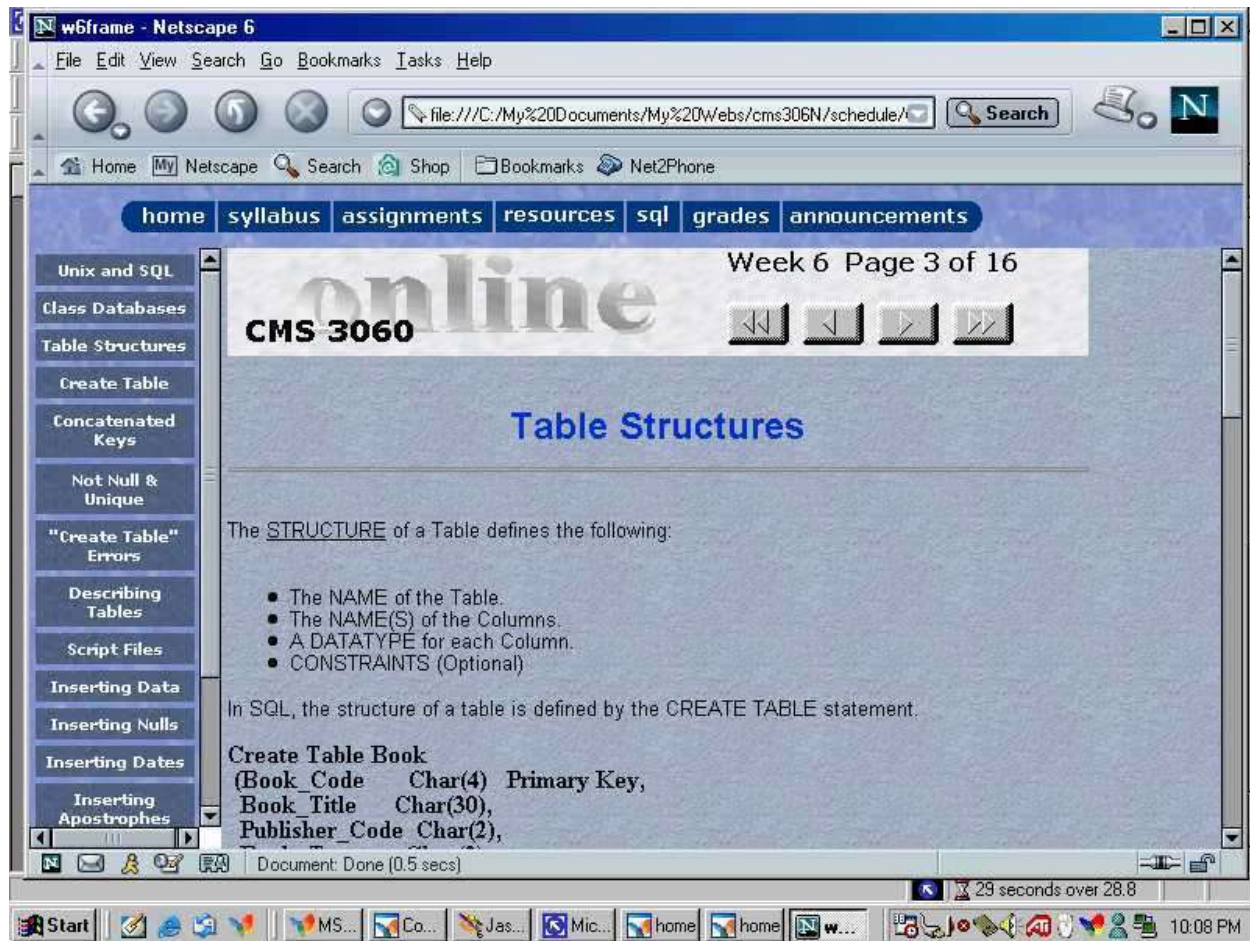 w6frame - Netscape 6
File Edit View Search Go Bookmarks Tasks Help
file:///C:/My%20Documents/My%20Webs/cms306N/schedule/
Search
N
Home My Netscape Search Shop Bookmarks Net2Phone
home syllabus assignments resources sql grades announcements
Unix and SQL
Class Databases
Table Structures
Create Table
Concatenated
Keys
Not Null &
Unique
"Create Table"
Errors
Describing
Tables
Script Files
Inserting Data
Inserting Nulls
Inserting Dates
Inserting
Apostrophes
online
CMS 3060
Week 6 Page 3 of 16
Table Structures
The STRUCTURE of a Table defines the following:
The NAME of the Table.
The NAME(S) of the Columns.
A DATATYPE for each Column.
CONSTRAINTS (Optional)
In SQL, the structure of a table is defined by the CREATE TABLE statement.
Create Table Book
(Book_Code Char(4) Primary Key,
Book_Title Char(30),
Publisher_Code Char(2),
Document: Done (0.5 secs)
29 seconds over 28.8
Start MS... Co... Jas... Mic... home home w... 10:08 PM